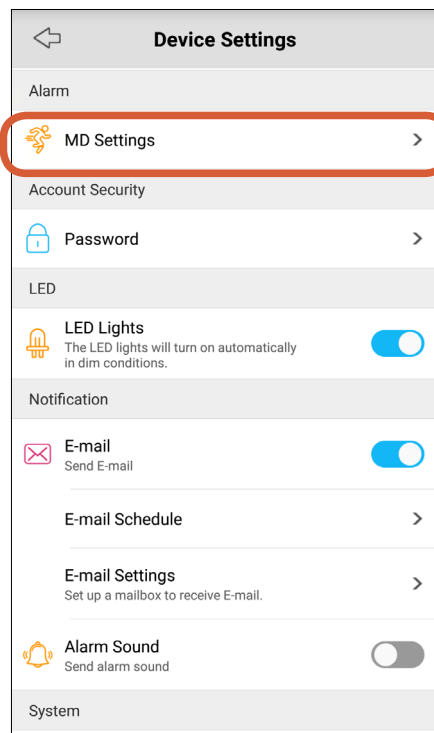 Device Settings
Alarm
MD Settings
Account Security
Password
LED
LED Lights
The LED lights will turn on automatically
in dim conditions.
Notification
E-mail
Send E-mail
E-mail Schedule
E-mail Settings
Set up a mailbox to receive E-mail.
Alarm Sound
Send alarm sound
System